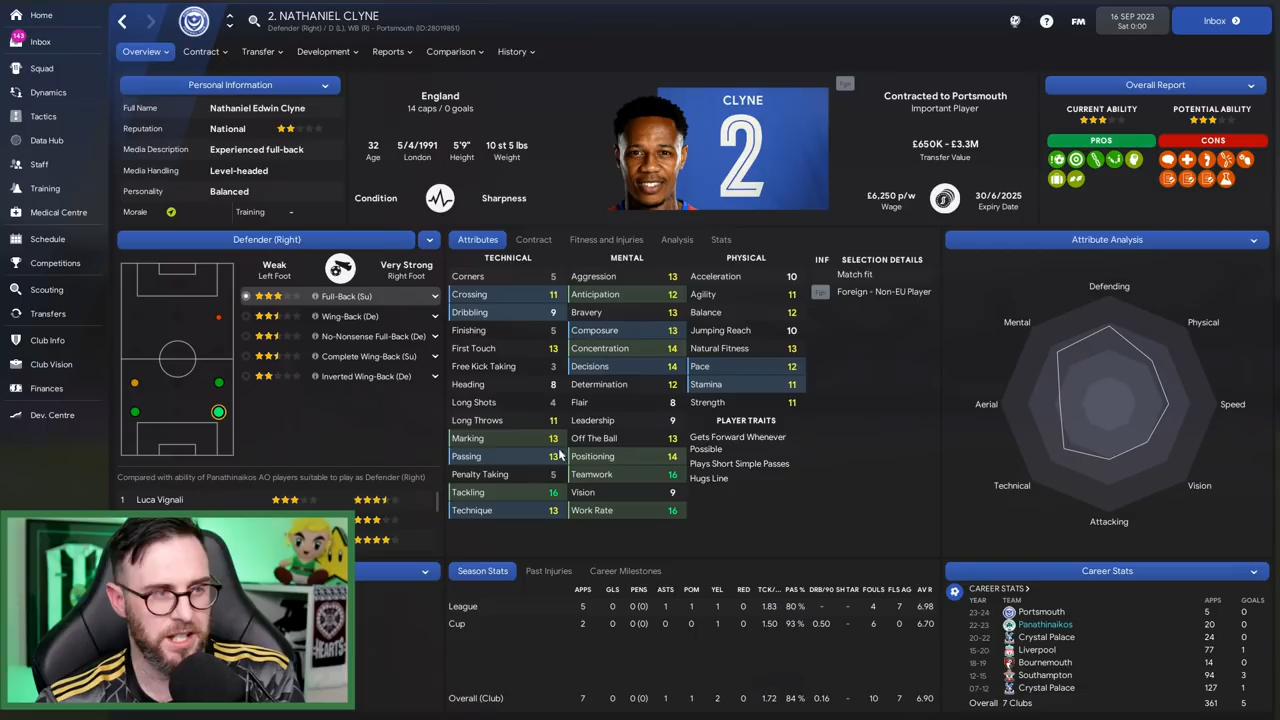 Home
143
Inbox
Squad
Dynamics
Tactics
Data Hub
Staff
Training
Medical Centre
Schedule
Competitions
Scouting
Transfers
Club Info
Club Vision
Finances
Dev. Centre
2. NATHANIEL CLYNE
Defender (Right) / D (L), WB (R) - Portsmouth (ID:28019851)
? FM
16 SEP 2023
Sat 0:00
Inbox
Overview Contract Transfer Development Reports Comparison History
Personal Information
Full Name Nathaniel Edwin Clyne
Reputation National
Media Description Experienced full-back
Media Handling Level-headed
Personality Balanced
Morale Training -
England
14 caps / 0 goals
32 5/4/1991 5'9" 10 st 5 lbs
Age London Height Weight
Condition Sharpness
CLYNE
2
Fgn
Contracted to Portsmouth
Important Player
£650K - £3.3M
Transfer Value
£6,250 p/w 30/6/2025
Wage Expiry Date
Overall Report
CURRENT ABILITY POTENTIAL ABILITY
PROS CONS
Defender (Right)
Weak Very Strong
Left Foot Right Foot
Full-Back (Su)
Wing-Back (De)
No-Nonsense Full-Back (De)
Complete Wing-Back (Su)
Inverted Wing-Back (De)
Compared with ability of Panathinaikos AO players suitable to play as Defender (Right)
1 Luca Vignali
Attributes Contract Fitness and Injuries Analysis Stats
TECHNICAL MENTAL PHYSICAL
Corners 5 Aggression 13 Acceleration 10
Crossing 11 Anticipation 12 Agility 11
Dribbling 9 Bravery 13 Balance 12
Finishing 5 Composure 13 Jumping Reach 10
First Touch 13 Concentration 14 Natural Fitness 13
Free Kick Taking 3 Decisions 14 Pace 12
Heading 8 Determination 12 Stamina 11
Long Shots 4 Flair 8 Strength 11
Long Throws 11 Leadership 9
Marking 13 Off The Ball 13
Passing 13 Positioning 14
Penalty Taking 5 Teamwork 16
Tackling 16 Vision 9
Technique 13 Work Rate 16
PLAYER TRAITS
Gets Forward Whenever
Possible
Plays Short Simple Passes
Hugs Line
INF SELECTION DETAILS
Match fit
Fgn Foreign - Non-EU Player
Attribute Analysis
Defending
Mental Physical
Aerial Speed
Technical Vision
Attacking
Season Stats Past Injuries Career Milestones
APPS GLS PENS ASTS POM YEL RED TCK/... PAS % DRB/90 SH TAR FOULS FLS AG AV R
League 5 0 0 (0) 1 1 1 0 1.83 80 % - - 4 7 6.98
Cup 2 0 0 (0) 0 0 1 0 1.50 93 % 0.50 - 6 0 6.70
Overall (Club) 7 0 0 (0) 1 1 2 0 1.72 84 % 0.16 - 10 7 6.90
Career Stats
CAREER STATS
YEAR TEAM APPS GOALS
23-24 Portsmouth 5 0
22-23 Panathinaikos 20 0
20-22 Crystal Palace 24 0
15-20 Liverpool 77 1
18-19 Bournemouth 14 0
12-15 Southampton 94 3
07-12 Crystal Palace 127 1
Overall 7 Clubs 361 5
HEARTS